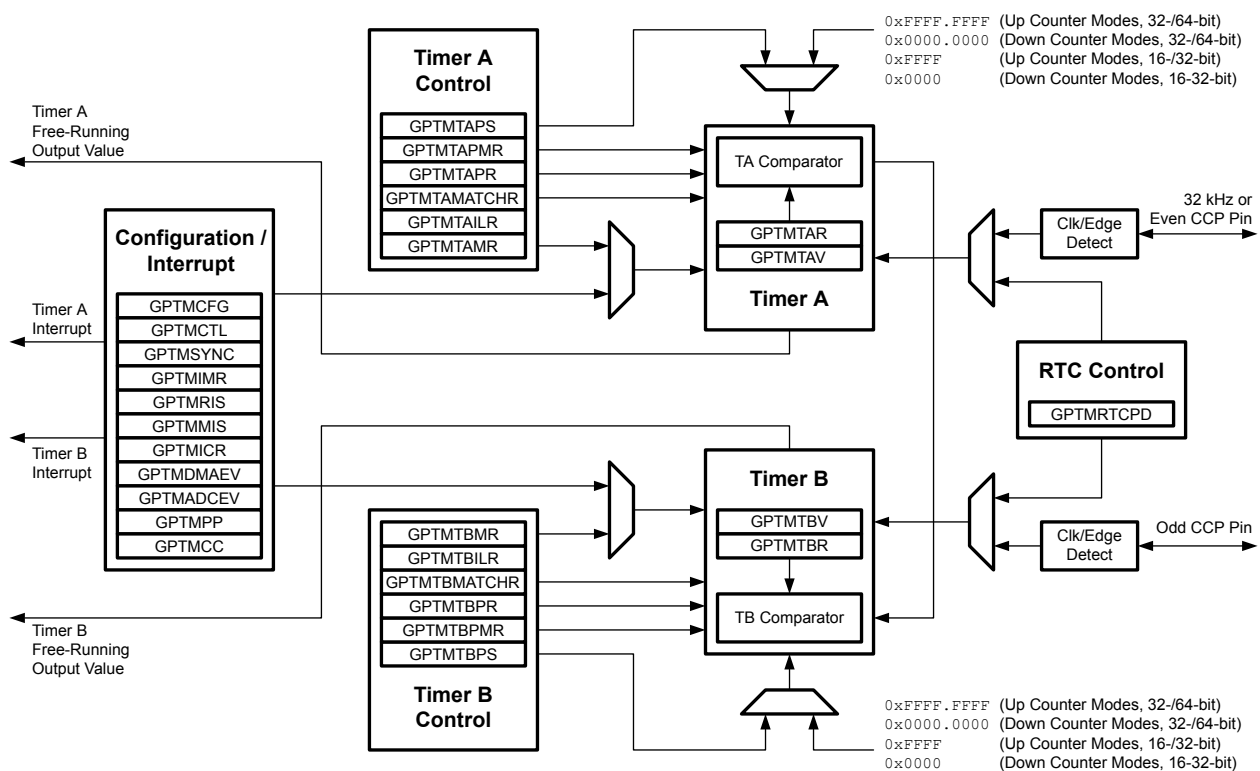 0xFFFF.FFFF (Up Counter Modes, 32-/64-bit)
0x0000.0000 (Down Counter Modes, 32-/64-bit)
0xFFFF (Up Counter Modes, 16-/32-bit)
0x0000 (Down Counter Modes, 16-32-bit)
Timer A
Control
GPTMTAPS
GPTMTAPMR
GPTMTAPR
GPTMTAMATCHR
GPTMTAILR
GPTMTAMR
Timer A
Free-Running
Output Value
TA Comparator
GPTMTAR
GPTMTAV
Timer A
Clk/Edge
Detect
32 kHz or
Even CCP Pin
Configuration /
Interrupt
GPTMCFG
GPTMCTL
GPTMSYNC
GPTMIMR
GPTMRIS
GPTMMIS
GPTMICR
GPTMDMAEV
GPTMADCEV
GPTMPP
GPTMCC
Timer A
Interrupt
Timer B
Interrupt
RTC Control
GPTMRTCPD
Timer B
GPTMTBV
GPTMTBR
TB Comparator
Clk/Edge
Detect
Odd CCP Pin
GPTMTBMR
GPTMTBILR
GPTMTBMATCHR
GPTMTBPR
GPTMTBPMR
GPTMTBPS
Timer B
Control
Timer B
Free-Running
Output Value
0xFFFF.FFFF (Up Counter Modes, 32-/64-bit)
0x0000.0000 (Down Counter Modes, 32-/64-bit)
0xFFFF (Up Counter Modes, 16-/32-bit)
0x0000 (Down Counter Modes, 16-32-bit)